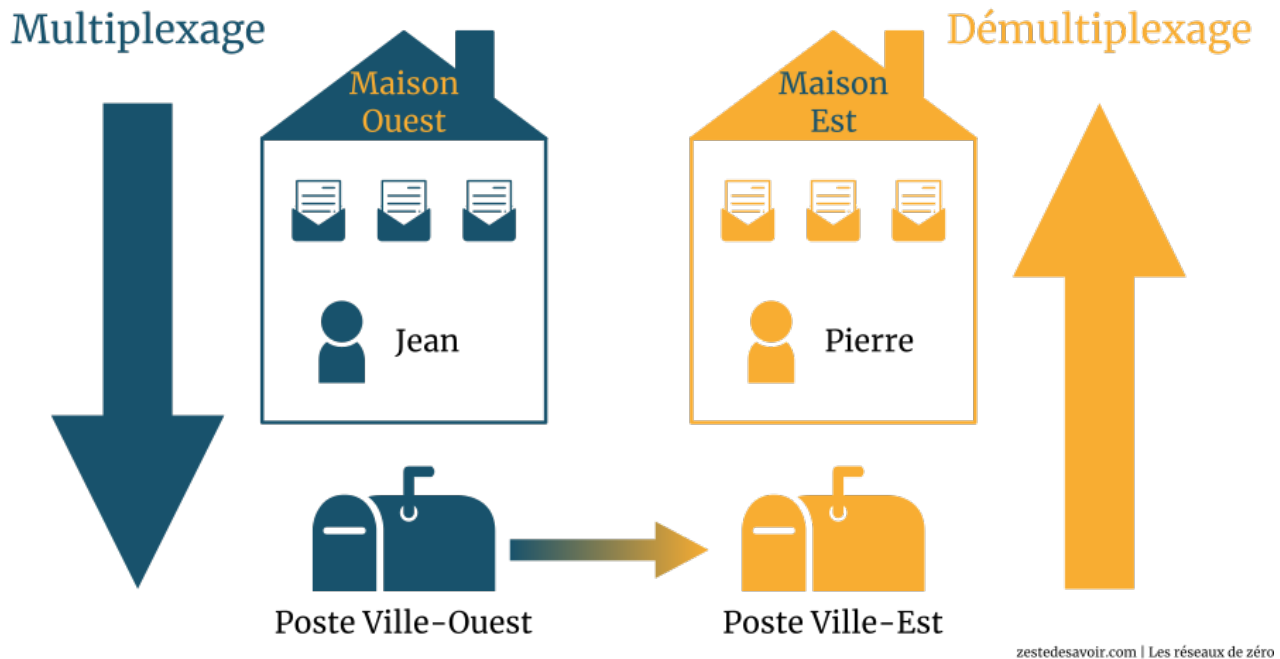 Multiplexage
Démultiplexage
Maison
Ouest
Maison
Est
Jean
Pierre
Poste Ville-Ouest
Poste Ville-Est
zestedesavoir.com | Les réseaux de zéro